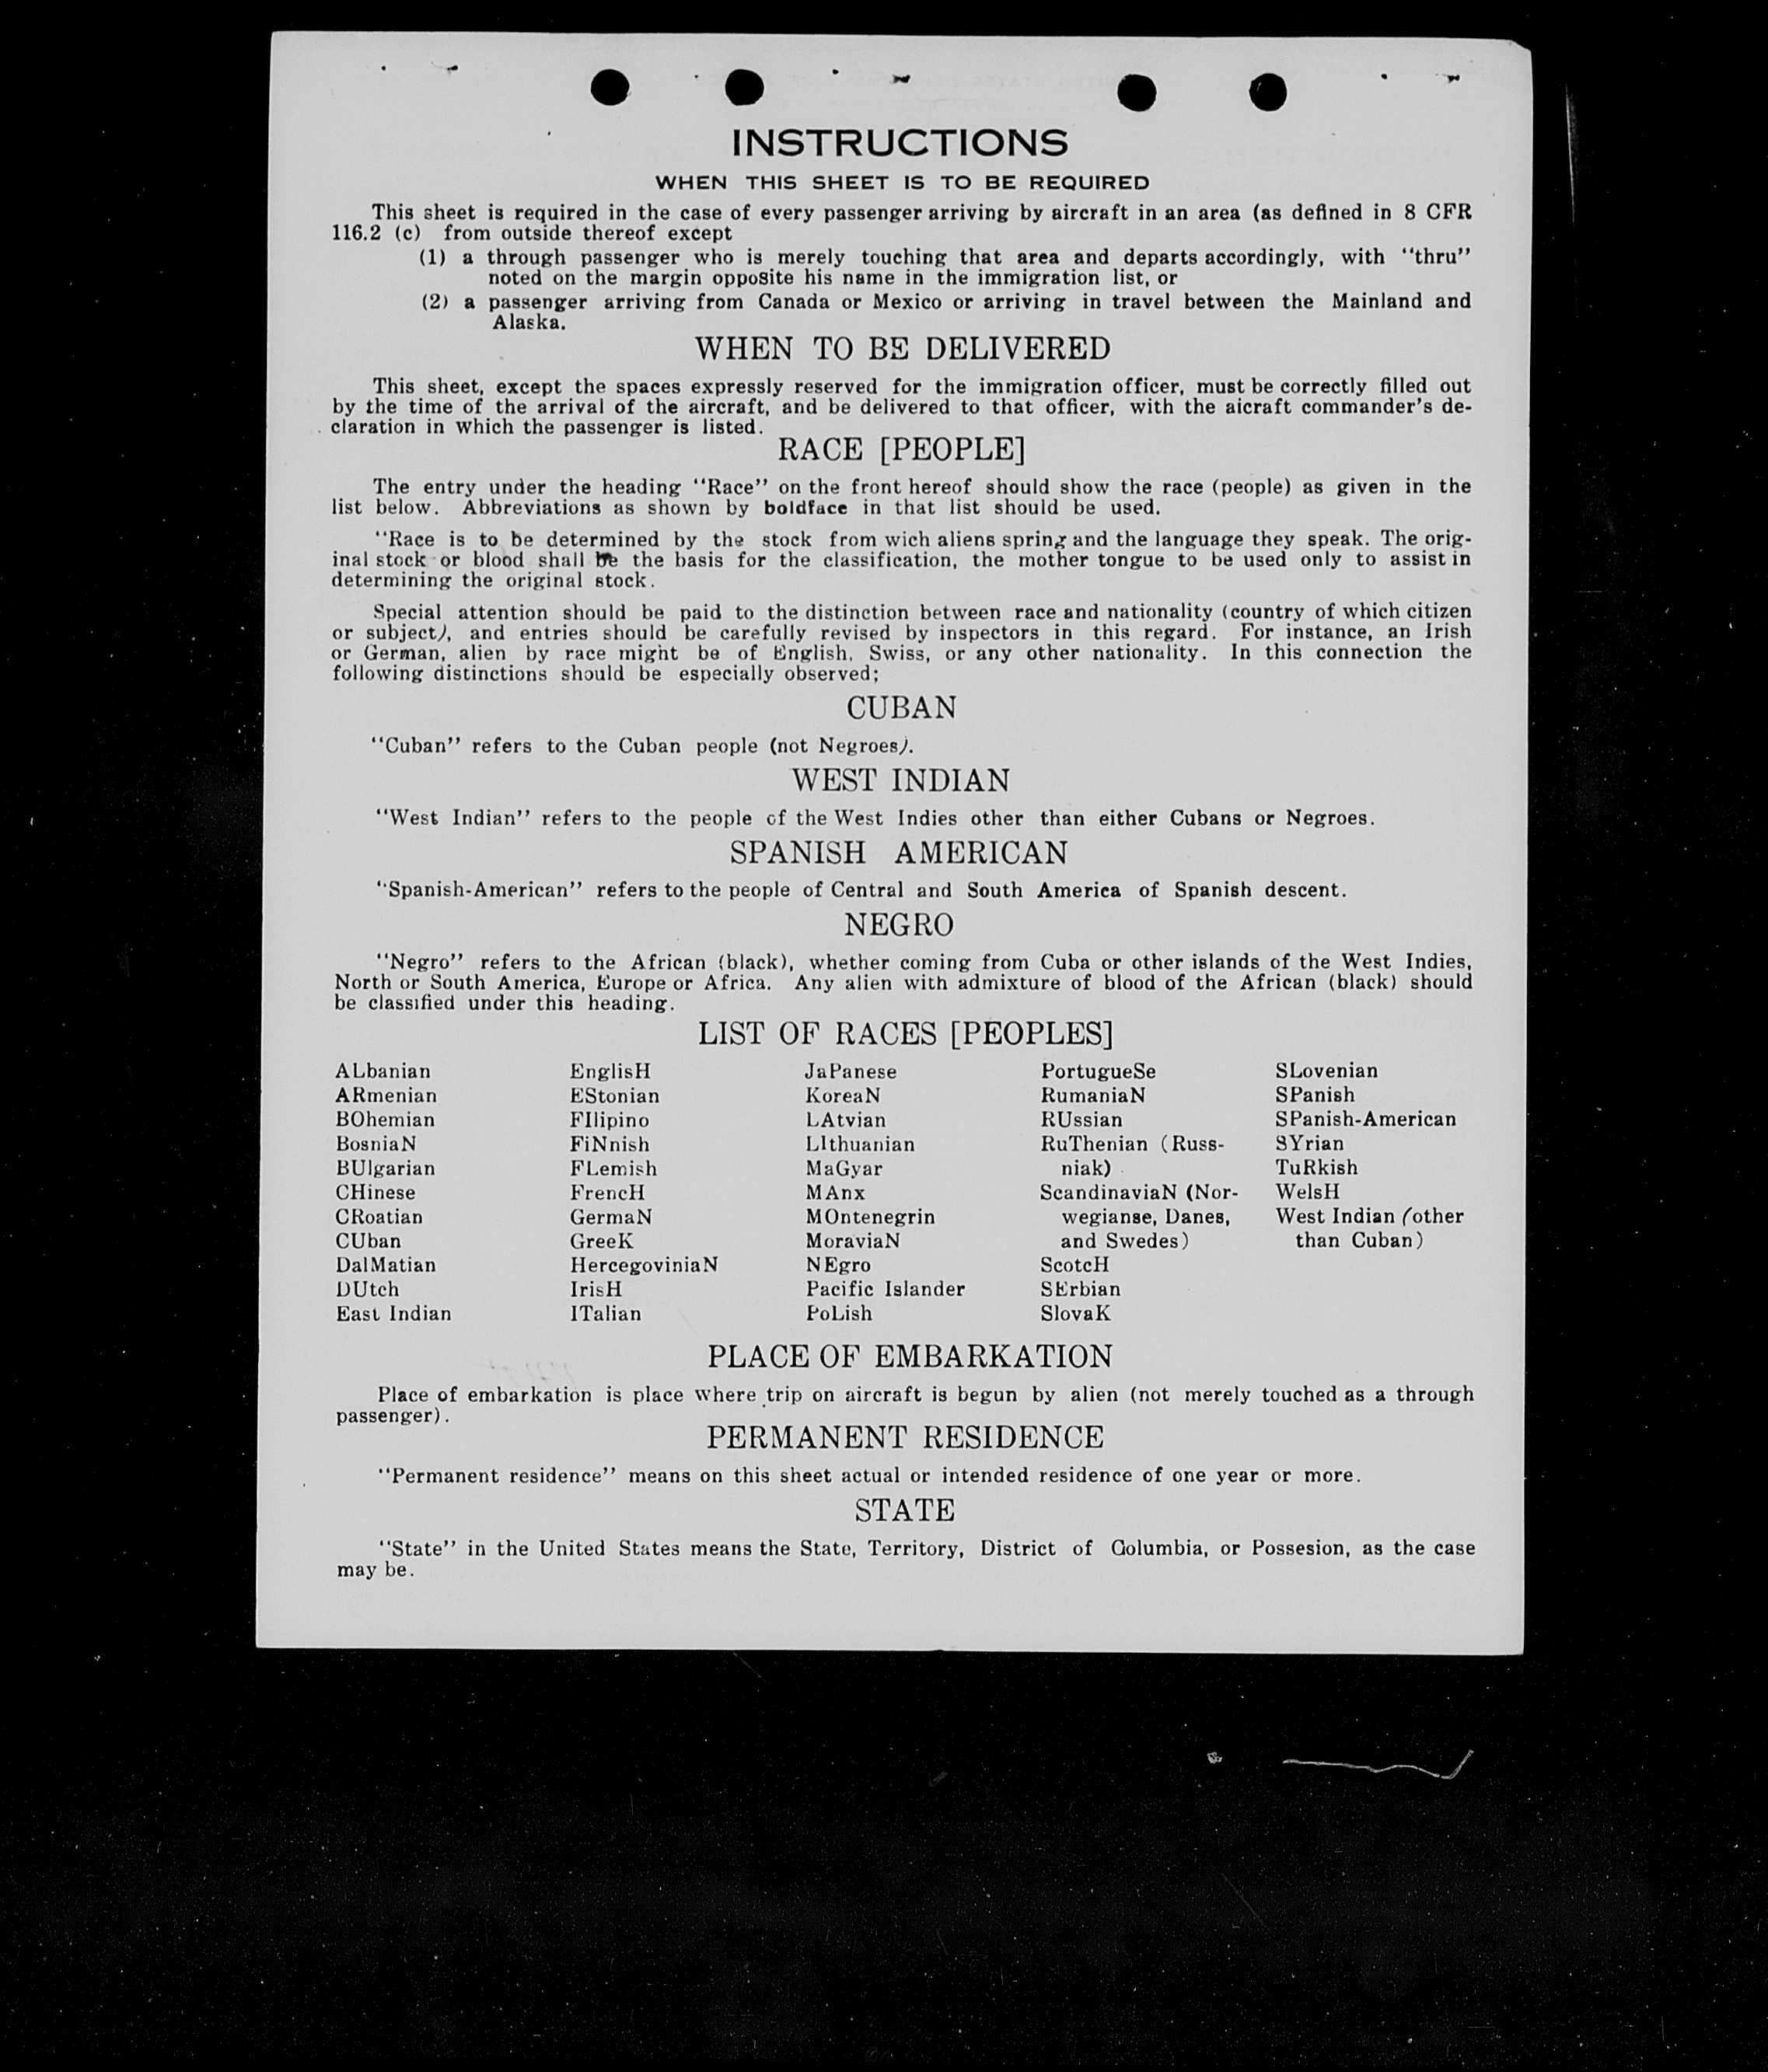 INSTRUCTIONS
WHEN THIS SHEET IS TO BE REQUIRED
This sheet is required in the case of every passenger arriving by aircraft in an area (as defined in 8 CFR
116.2 (c) from outside thereof except
(1) a through passenger who is merely touching that area and departs accordingly, with "thru"
noted on the margin opposite his name in the immigration list, or
(2) a passenger arriving from Canada or Mexico or arriving in travel between the Mainland and
Alaska.
WHEN TO BE DELIVERED
This sheet, except the spaces expressly reserved for the immigration officer, must be correctly filled out
by the time of the arrival of the aircraft, and be delivered to that officer, with the aicraft commander's de-
claration in which the passenger is listed.
RACE [PEOPLE]
The entry under the heading "Race" on the front hereof should show the race (people) as given in the
list below. Abbreviations as shown by boldface in that list should be used.
"Race is to be determined by the stock from wich aliens spring and the language they speak. The orig-
inal stock or blood shall be the basis for the classification, the mother tongue to be used only to assist in
determining the original stock.
Special attention should be paid to the distinction between race and nationality (country of which citizen
or subject), and entries should be carefully revised by inspectors in this regard. For instance, an Irish
or German, alien by race might be of English, Swiss, or any other nationality. In this connection the
following distinctions should be especially observed;
CUBAN
"Cuban" refers to the Cuban people (not Negroes).
WEST INDIAN
"West Indian" refers to the people of the West Indies other than either Cubans or Negroes.
SPANISH AMERICAN
"Spanish-American" refers to the people of Central and South America of Spanish descent.
NEGRO
"Negro" refers to the African (black), whether coming from Cuba or other islands of the West Indies,
North or South America, Europe or Africa. Any alien with admixture of blood of the African (black) should
be classified under this heading.
LIST OF RACES [PEOPLES]
ALbanian
ARmenian
BOhemian
BosniaN
BUlgarian
CHinese
CRoatian
CUban
DalMatian
DUtch
East Indian
EnglisH
EStonian
FIlipino
FiNnish
FLemish
FrencH
GermaN
GreeK
HercegoviniaN
IrisH
ITalian
JaPanese
KoreaN
LAtvian
LIthuanian
MaGyar
MAnx
MOntenegrin
MoraviaN
NEgro
Pacific Islander
PoLish
PortugueSe
RumaniaN
RUssian
RuThenian (Russ-
niak)
ScandinaviaN (Nor-
wegianse, Danes,
and Swedes)
ScotcH
SErbian
SlovaK
SLovenian
SPanish
SPanish-American
SYrian
TuRkish
WelsH
West Indian (other
than Cuban)
PLACE OF EMBARKATION
Place of embarkation is place where trip on aircraft is begun by alien (not merely touched as a through
passenger).
PERMANENT RESIDENCE
"Permanent residence" means on this sheet actual or intended residence of one year or more.
STATE
"State" in the United States means the State, Territory, District of Columbia, or Possesion, as the case
may be.